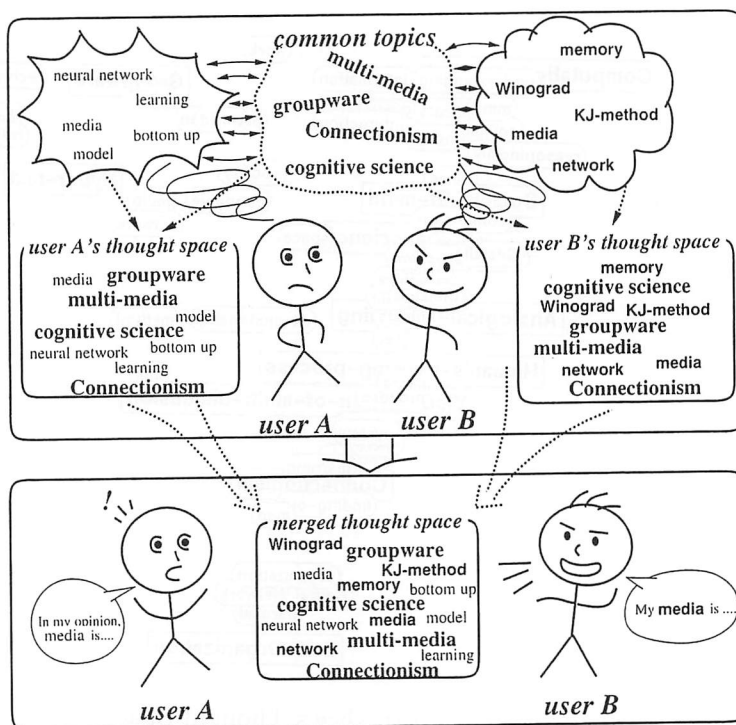 common topics
multi-media
groupware
Connectionism
cognitive science
neural network
learning
media
bottom up
model
memory
Winograd
KJ-method
media
network
user A's thought space
media groupware
multi-media
model
cognitive science
neural network bottom up
learning
Connectionism
user B's thought space
memory
cognitive science
Winograd KJ-method
groupware
multi-media
network media
Connectionism
user A
user B
!
In my opinion,
media is....
merged thought space
Winograd groupware
media KJ-method
memory bottom up
cognitive science
neural network media model
network multi-media
learning
Connectionism
My media is ....
user A
user B